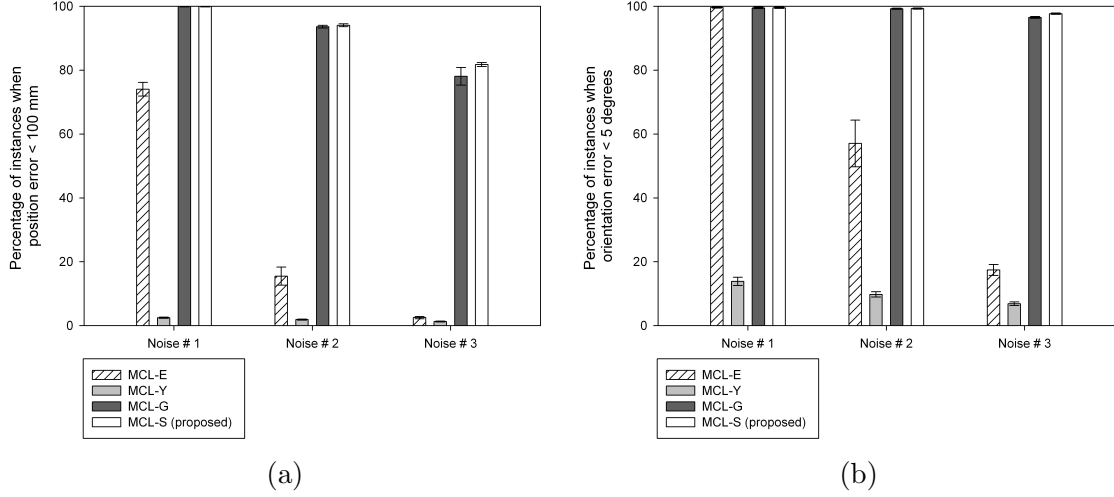 Percentage of instances when
position error < 100 mm
100
80
60
40
20
0
Noise # 1 Noise # 2 Noise # 3
MCL-E
MCL-Y
MCL-G
MCL-S (proposed)
(a)
Percentage of instances when
orientation error < 5 degrees
100
80
60
40
20
0
Noise # 1 Noise # 2 Noise # 3
MCL-E
MCL-Y
MCL-G
MCL-S (proposed)
(b)